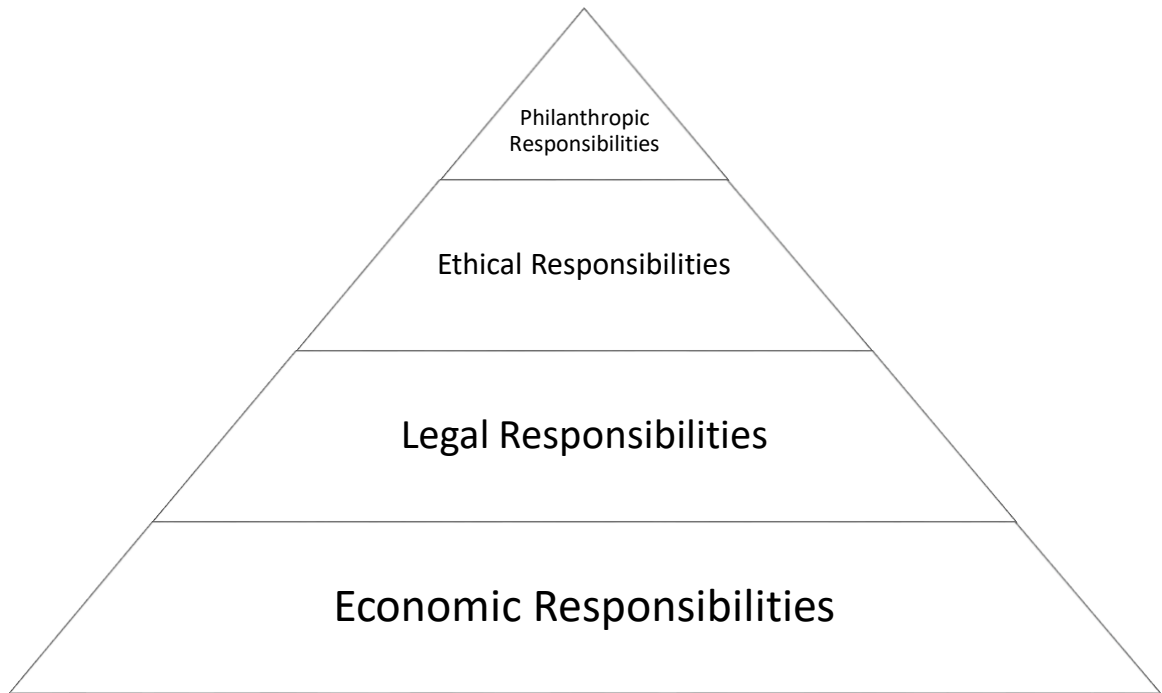 Philanthropic
Responsibilities
Ethical Responsibilities
Legal Responsibilities
Economic Responsibilities